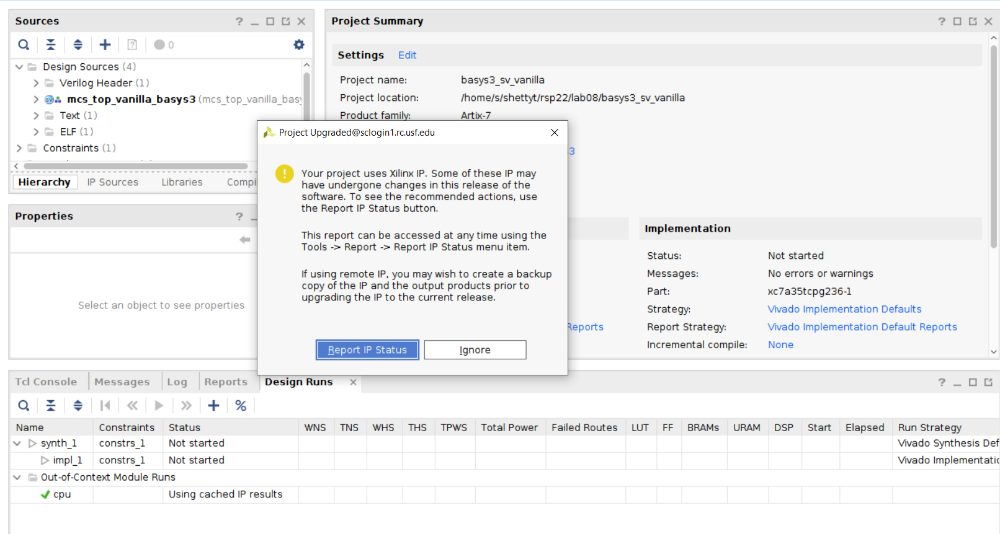 Sources
?
0
Design Sources (4)
Verilog Header (1)
mcs_top_vanilla_basys3 (mcs_top_vanilla_basy
Text (1)
ELF (1)
Constraints (1)
Hierarchy IP Sources Libraries Compi
Properties
?
Select an object to see properties
Project Summary
?
Settings Edit
Project name: basys3_sv_vanilla
Project location: /home/s/shettyt/rsp22/lab08/basys3_sv_vanilla
Product family: Artix-7
3
Reports
Implementation
Status: Not started
Messages: No errors or warnings
Part: xc7a35tcpg236-1
Strategy: Vivado Implementation Defaults
Report Strategy: Vivado Implementation Default Reports
Incremental compile: None
Project Upgraded@sclogin1.rc.usf.edu
!
Your project uses Xilinx IP. Some of these IP may
have undergone changes in this release of the
software. To see the recommended actions, use
the Report IP Status button.
This report can be accessed at any time using the
Tools -> Report -> Report IP Status menu item.
If using remote IP, you may wish to create a backup
copy of the IP and the output products prior to
upgrading the IP to the current release.
Report IP Status Ignore
Tcl Console Messages Log Reports Design Runs
?
%
Name Constraints Status WNS TNS WHS THS TPWS Total Power Failed Routes LUT FF BRAMs URAM DSP Start Elapsed Run Strategy
synth_1 constrs_1 Not started Vivado Synthesis Def
impl_1 constrs_1 Not started Vivado Implementatic
Out-of-Context Module Runs
cpu Using cached IP results